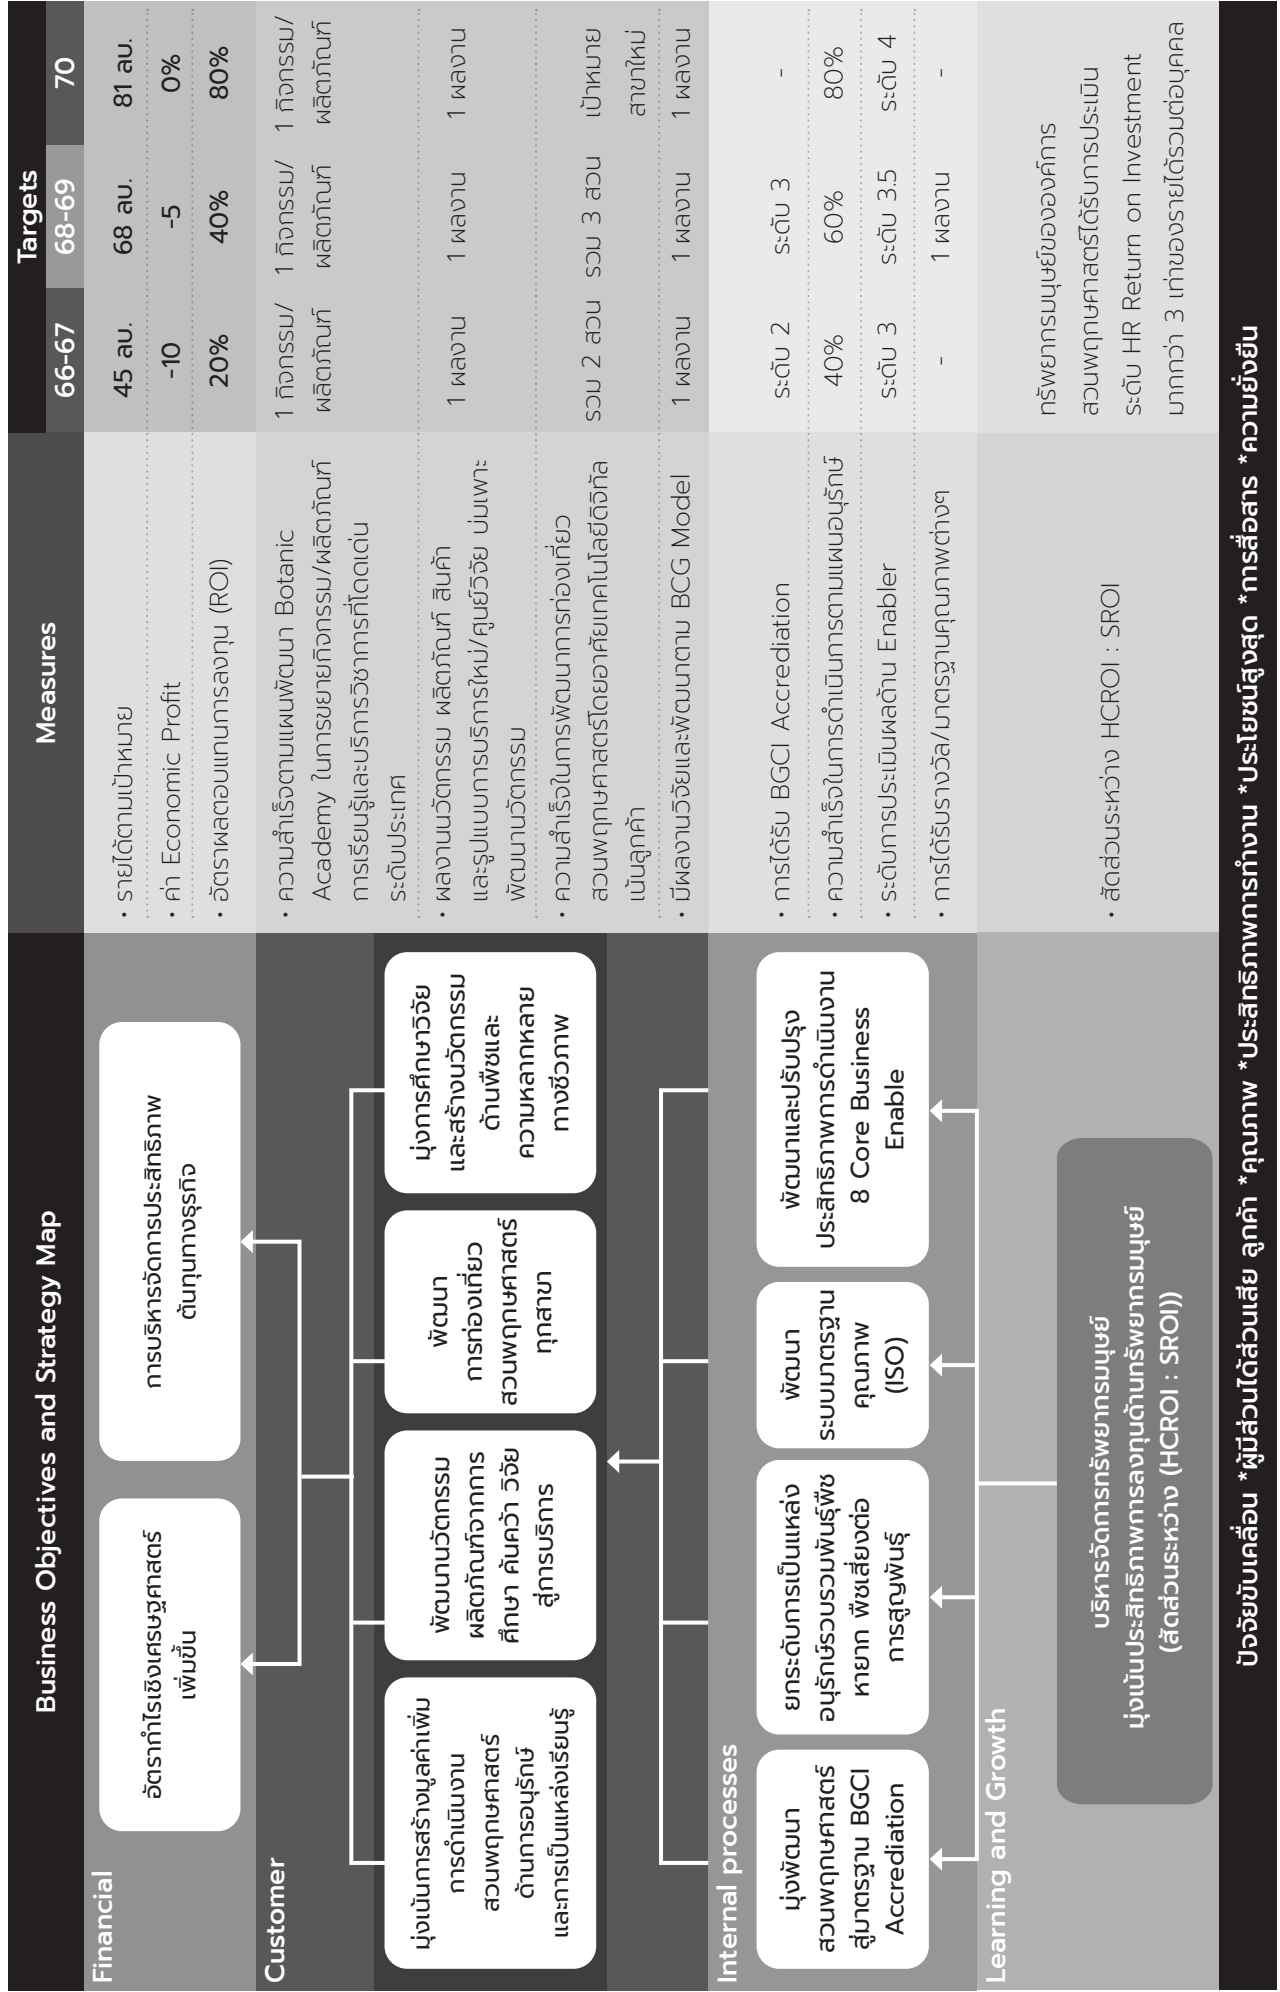 Business Objectives and Strategy Map
Measures
Targets
66-67
68-69
70
Financial
อัตรากำไรเชิงเศรษฐศาสตร์
เพิ่มขึ้น
การบริหารจัดการประสิทธิภาพ
ต้นทุนทางธุรกิจ
• รายได้ตามเป้าหมาย
45 ลบ.
68 ลบ.
81 ลบ.
• ค่า Economic Profit
-10
-5
0%
• อัตราผลตอบแทนการลงทุน (ROI)
20%
40%
80%
Customer
มุ่งเน้นการสร้างมูลค่าเพิ่ม
การดำเนินงาน
สวนพฤกษศาสตร์
ด้านการอนุรักษ์
และการเป็นแหล่งเรียนรู้
พัฒนานวัตกรรม
ผลิตภัณฑ์จากการ
ศึกษา ค้นคว้า วิจัย
สู่การบริการ
พัฒนา
การท่องเที่ยว
สวนพฤกษศาสตร์
ทุกสาขา
มุ่งการศึกษาวิจัย
และสร้างนวัตกรรม
ด้านพืชและ
ความหลากหลาย
ทางชีวภาพ
• ความสำเร็จตามแผนพัฒนา Botanic
Academy ในการขยายกิจกรรม/ผลิตภัณฑ์
การเรียนรู้และบริการวิชาการที่โดดเด่น
ระดับประเทศ
1 กิจกรรม/
ผลิตภัณฑ์
1 กิจกรรม/
ผลิตภัณฑ์
1 กิจกรรม/
ผลิตภัณฑ์
• ผลงานนวัตกรรม ผลิตภัณฑ์ สินค้า
และรูปแบบการบริการใหม่/ศูนย์วิจัย บ่มเพาะ
พัฒนานวัตกรรม
1 ผลงาน
1 ผลงาน
1 ผลงาน
• ความสำเร็จในการพัฒนาการท่องเที่ยว
สวนพฤกษศาสตร์โดยอาศัยเทคโนโลยีดิจิทัล
เน้นลูกค้า
รวม 2 สวน
รวม 3 สวน
เป้าหมาย
สาขาใหม่
• มีผลงานวิจัยและพัฒนาตาม BCG Model
1 ผลงาน
1 ผลงาน
1 ผลงาน
Internal processes
มุ่งพัฒนา
สวนพฤกษศาสตร์
สู่มาตรฐาน BGCI
Accrediation
ยกระดับการเป็นแหล่ง
อนุรักษ์รวบรวมพันธุ์พืช
หายาก พืชเสี่ยงต่อ
การสูญพันธุ์
พัฒนา
ระบบมาตรฐาน
คุณภาพ
(ISO)
พัฒนาและปรับปรุง
ประสิทธิภาพการดำเนินงาน
8 Core Business
Enable
• การได้รับ BGCI Accrediation
ระดับ 2
ระดับ 3
-
• ความสำเร็จในการดำเนินการตามแผนอนุรักษ์
40%
60%
80%
• ระดับการประเมินผลด้าน Enabler
ระดับ 3
ระดับ 3.5
ระดับ 4
• การได้รับรางวัล/มาตรฐานคุณภาพต่างๆ
-
1 ผลงาน
-
Learning and Growth
บริหารจัดการทรัพยากรมนุษย์
มุ่งเน้นประสิทธิภาพการลงทุนด้านทรัพยากรมนุษย์
(สัดส่วนระหว่าง (HCROI : SROI))
• สัดส่วนระหว่าง HCROI : SROI
ทรัพยากรมนุษย์ขององค์การ
สวนพฤกษศาสตร์ได้รับการประเมิน
ระดับ HR Return on Investment
มากกว่า 3 เท่าของรายได้รวมต่อบุคคล
ปัจจัยขับเคลื่อน *ผู้มีส่วนได้ส่วนเสีย ลูกค้า *คุณภาพ *ประสิทธิภาพการทำงาน *ประโยชน์สูงสุด *การสื่อสาร *ความยั่งยืน